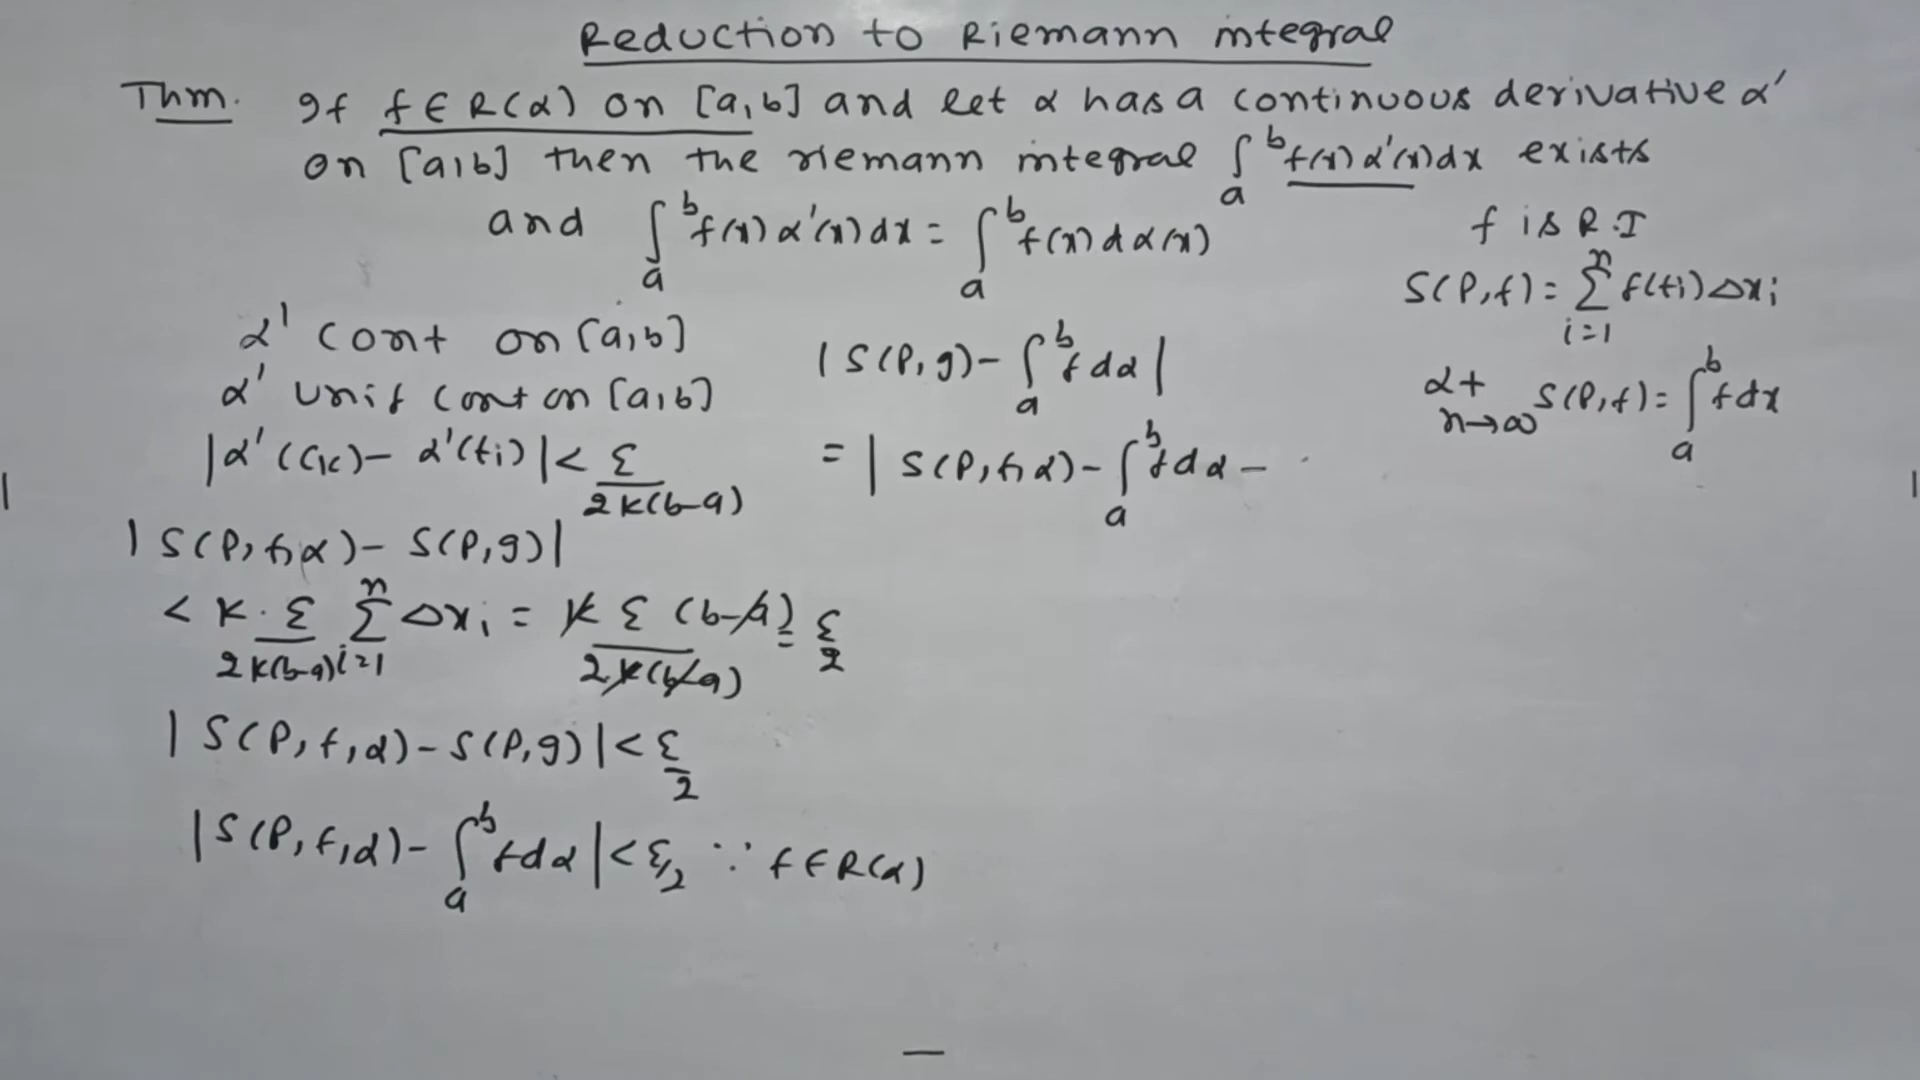 Reduction to Riemann integral
Thm. If f ∈ R(α) on [a,b] and let α has a continuous derivative α'
on [a,b] then the riemann integral ∫_a^b f(x) α'(x) dx exists
and ∫_a^b f(x) α'(x) dx = ∫_a^b f(x) d α(x)
f is R.I
S(P,f) = Σ_{i=1}^n f(ti) Δxi
αt_{n→∞} S(P,f) = ∫_a^b f dx
α' cont on [a,b]
α' unif cont on [a,b]
|α'(ck) - α'(ti)| < ε/2k(b-a)
|S(P,f,α) - S(P,g)|
< k · ε/2k(b-a) Σ_{i=1}^n Δxi = k ε (b-a)/2k(b-a) = ε/2
|S(P,f,α) - S(P,g)| < ε/2
|S(P,f,α) - ∫_a^b f dα| < ε/2 ∵ f ∈ R(α)
|S(P,g) - ∫_a^b f dα|
= |S(P,f,α) - ∫_a^b f dα -